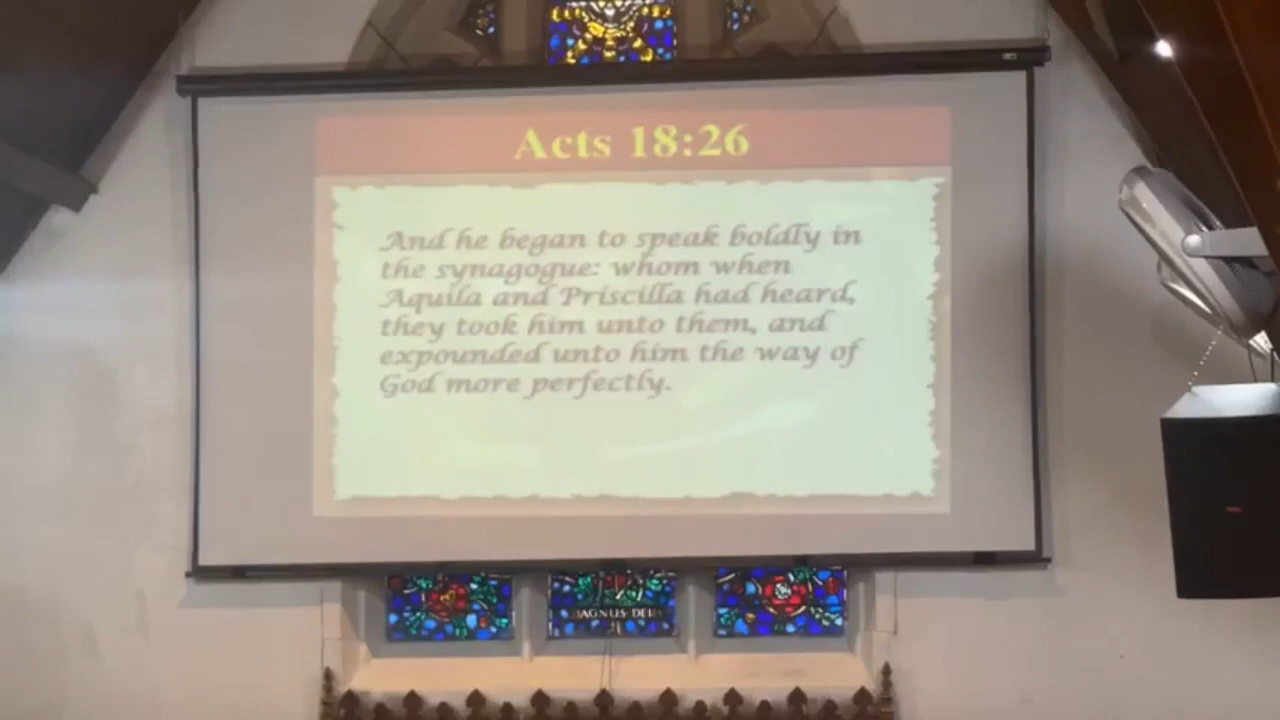 Acts 18:26
And he began to speak boldly in
the synagogue: whom when
Aquila and Priscilla had heard,
they took him unto them, and
expounded unto him the way of
God more perfectly.
AGNUS DEI